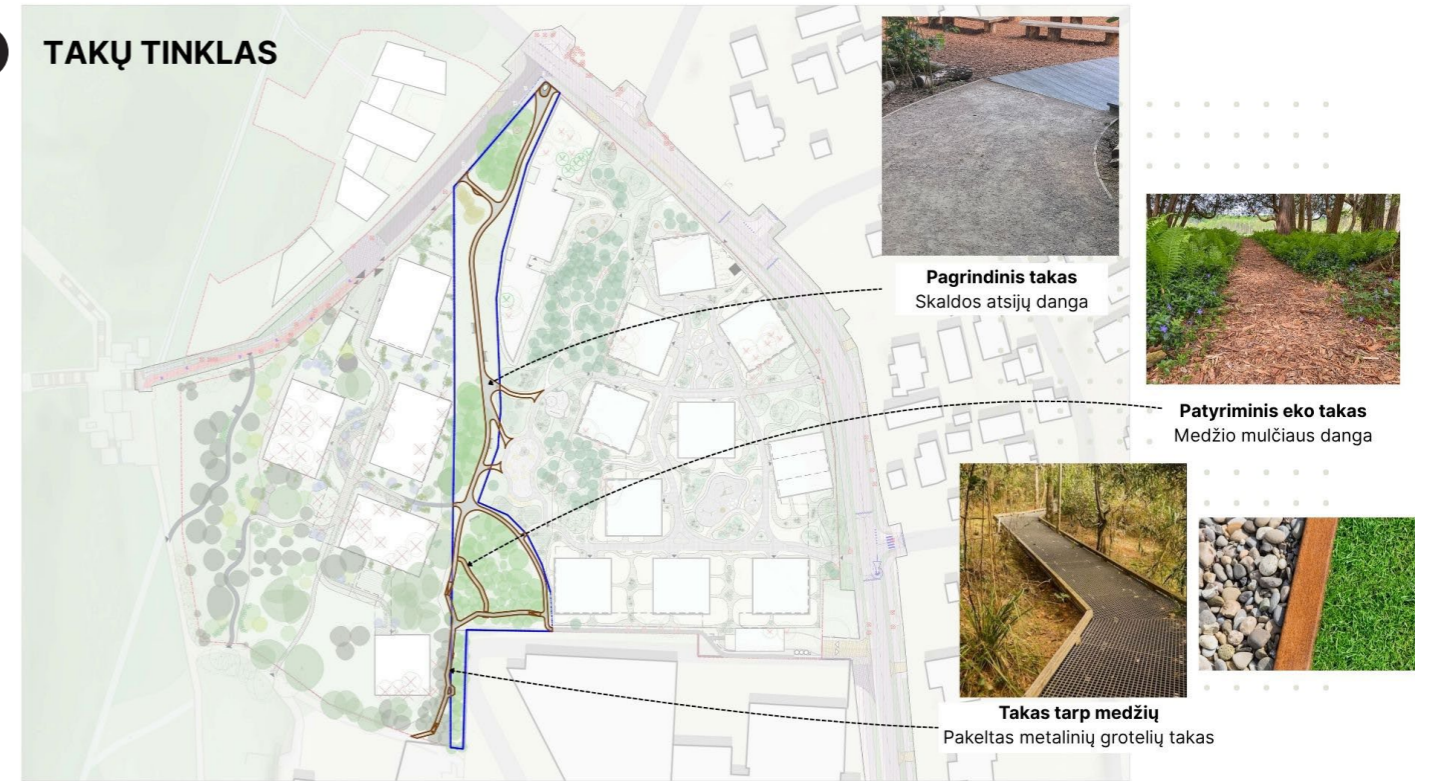 TAKŲ TINKLAS
Pagrindinis takas
Skaldos atsijų danga
Patyriminis eko takas
Medžio mulčiaus danga
Takas tarp medžių
Pakeltas metalinių grotelių takas